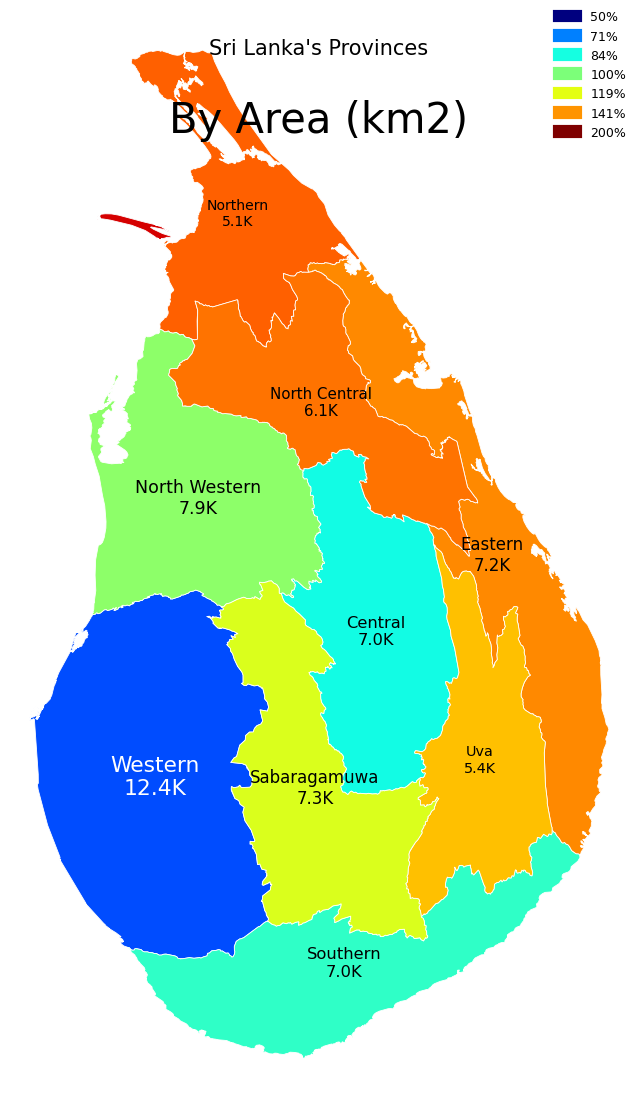 Sri Lanka's Provinces
By Area (km2)
50%
71%
84%
100%
119%
141%
200%
Northern
5.1K
North Central
6.1K
North Western
7.9K
Eastern
7.2K
Central
7.0K
Western
12.4K
Sabaragamuwa
7.3K
Uva
5.4K
Southern
7.0K